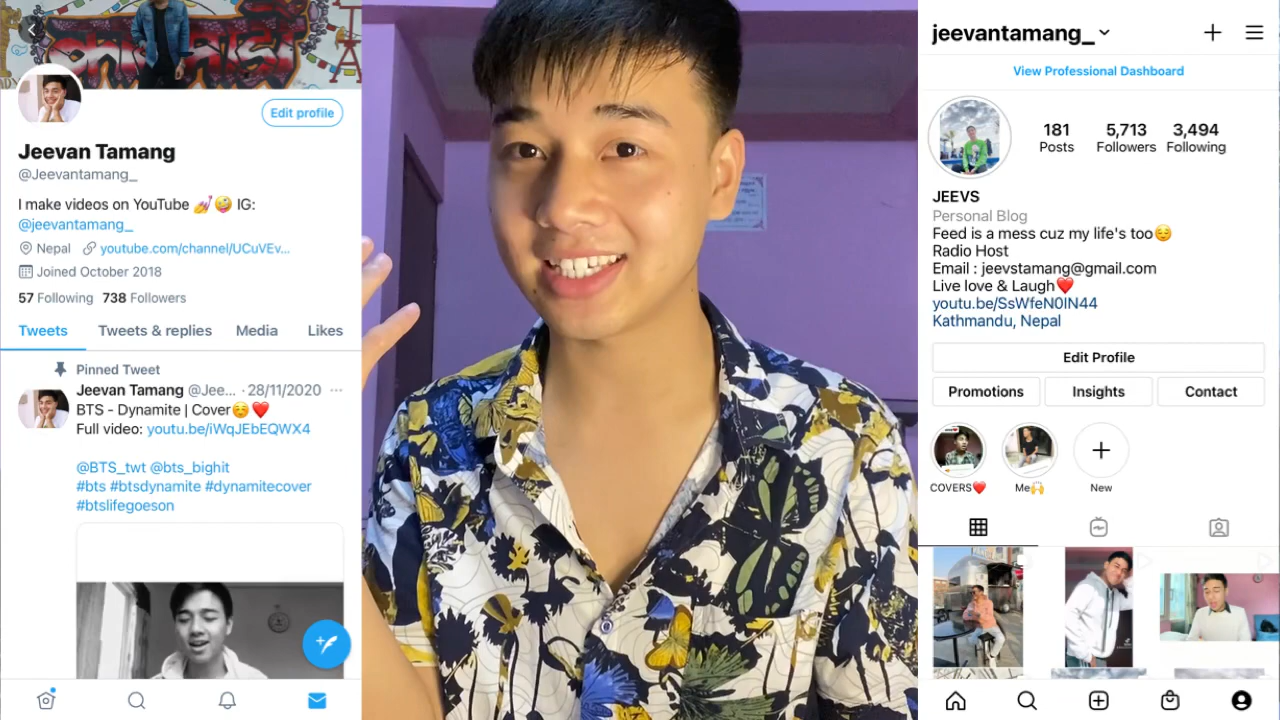 Edit profile
Jeevan Tamang
@Jeevantamang_
I make videos on YouTube 💅🤪 IG:
@jeevantamang_
Nepal youtube.com/channel/UCuVEv...
Joined October 2018
57 Following 738 Followers
Tweets Tweets & replies Media Likes
Pinned Tweet
Jeevan Tamang @Jee... · 28/11/2020 ···
BTS - Dynamite | Cover☺️❤️
Full video: youtu.be/iWqJEbEQWX4
@BTS_twt @bts_bighit
#bts #btsdynamite #dynamitecover
#btslifegoeson
jeevantamang_
View Professional Dashboard
181 5,713 3,494
Posts Followers Following
JEEVS
Personal Blog
Feed is a mess cuz my life's too😌
Radio Host
Email : jeevstamang@gmail.com
Live love & Laugh❤️
youtu.be/SsWfeN0IN44
Kathmandu, Nepal
Edit Profile
Promotions Insights Contact
COVERS❤️ Me🙌 New